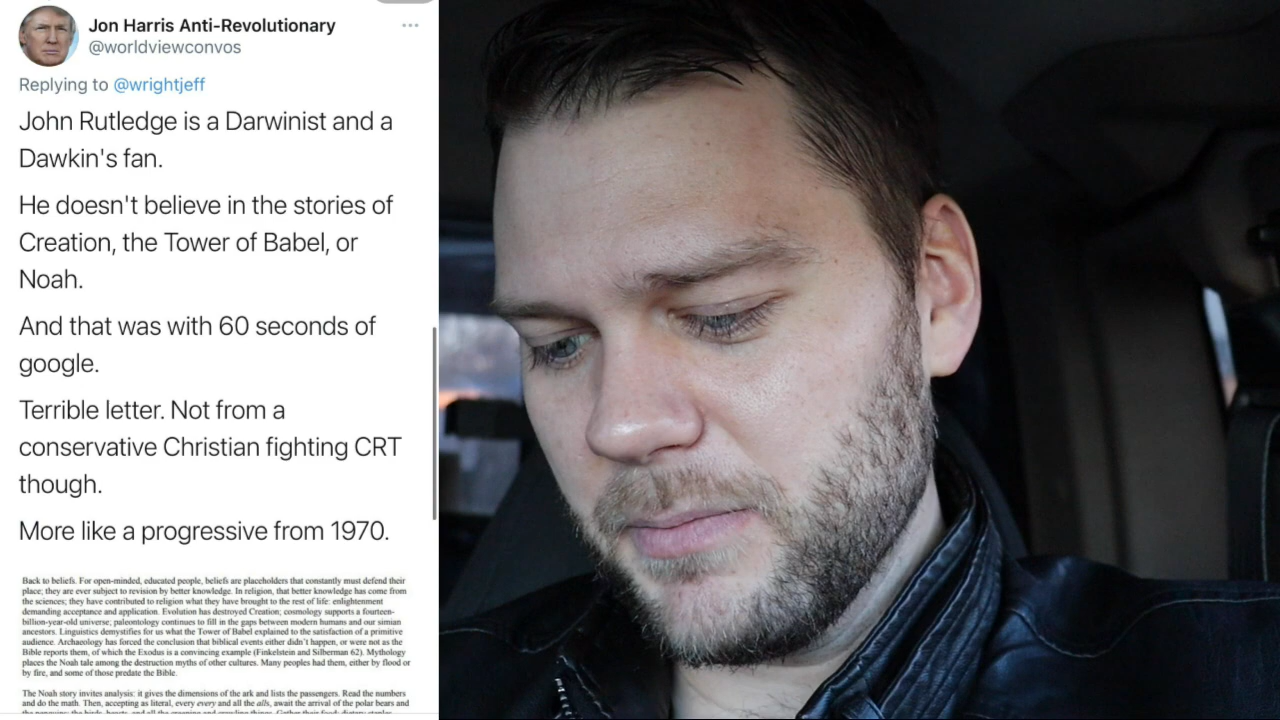 Jon Harris Anti-Revolutionary
@worldviewconvos
Replying to @wrightjeff
John Rutledge is a Darwinist and a
Dawkin's fan.
He doesn't believe in the stories of
Creation, the Tower of Babel, or
Noah.
And that was with 60 seconds of
google.
Terrible letter. Not from a
conservative Christian fighting CRT
though.
More like a progressive from 1970.
Back to beliefs. For open-minded, educated people, beliefs are placeholders that constantly must defend their
place; they are ever subject to revision by better knowledge. In religion, that better knowledge has come from
the sciences; they have contributed to religion what they have brought to the rest of life: enlightenment
demanding acceptance and application. Evolution has destroyed Creation; cosmology supports a fourteen-
billion-year-old universe; paleontology continues to fill in the gaps between modern humans and our simian
ancestors. Linguistics demystifies for us what the Tower of Babel explained to the satisfaction of a primitive
audience. Archaeology has forced the conclusion that biblical events either didn't happen, or were not as the
Bible reports them, of which the Exodus is a convincing example (Finkelstein and Silberman 62). Mythology
places the Noah tale among the destruction myths of other cultures. Many peoples had them, either by flood or
by fire, and some of those predate the Bible.
The Noah story invites analysis: it gives the dimensions of the ark and lists the passengers. Read the numbers
and do the math. Then, accepting as literal, every every and all the alls, await the arrival of the polar bears and